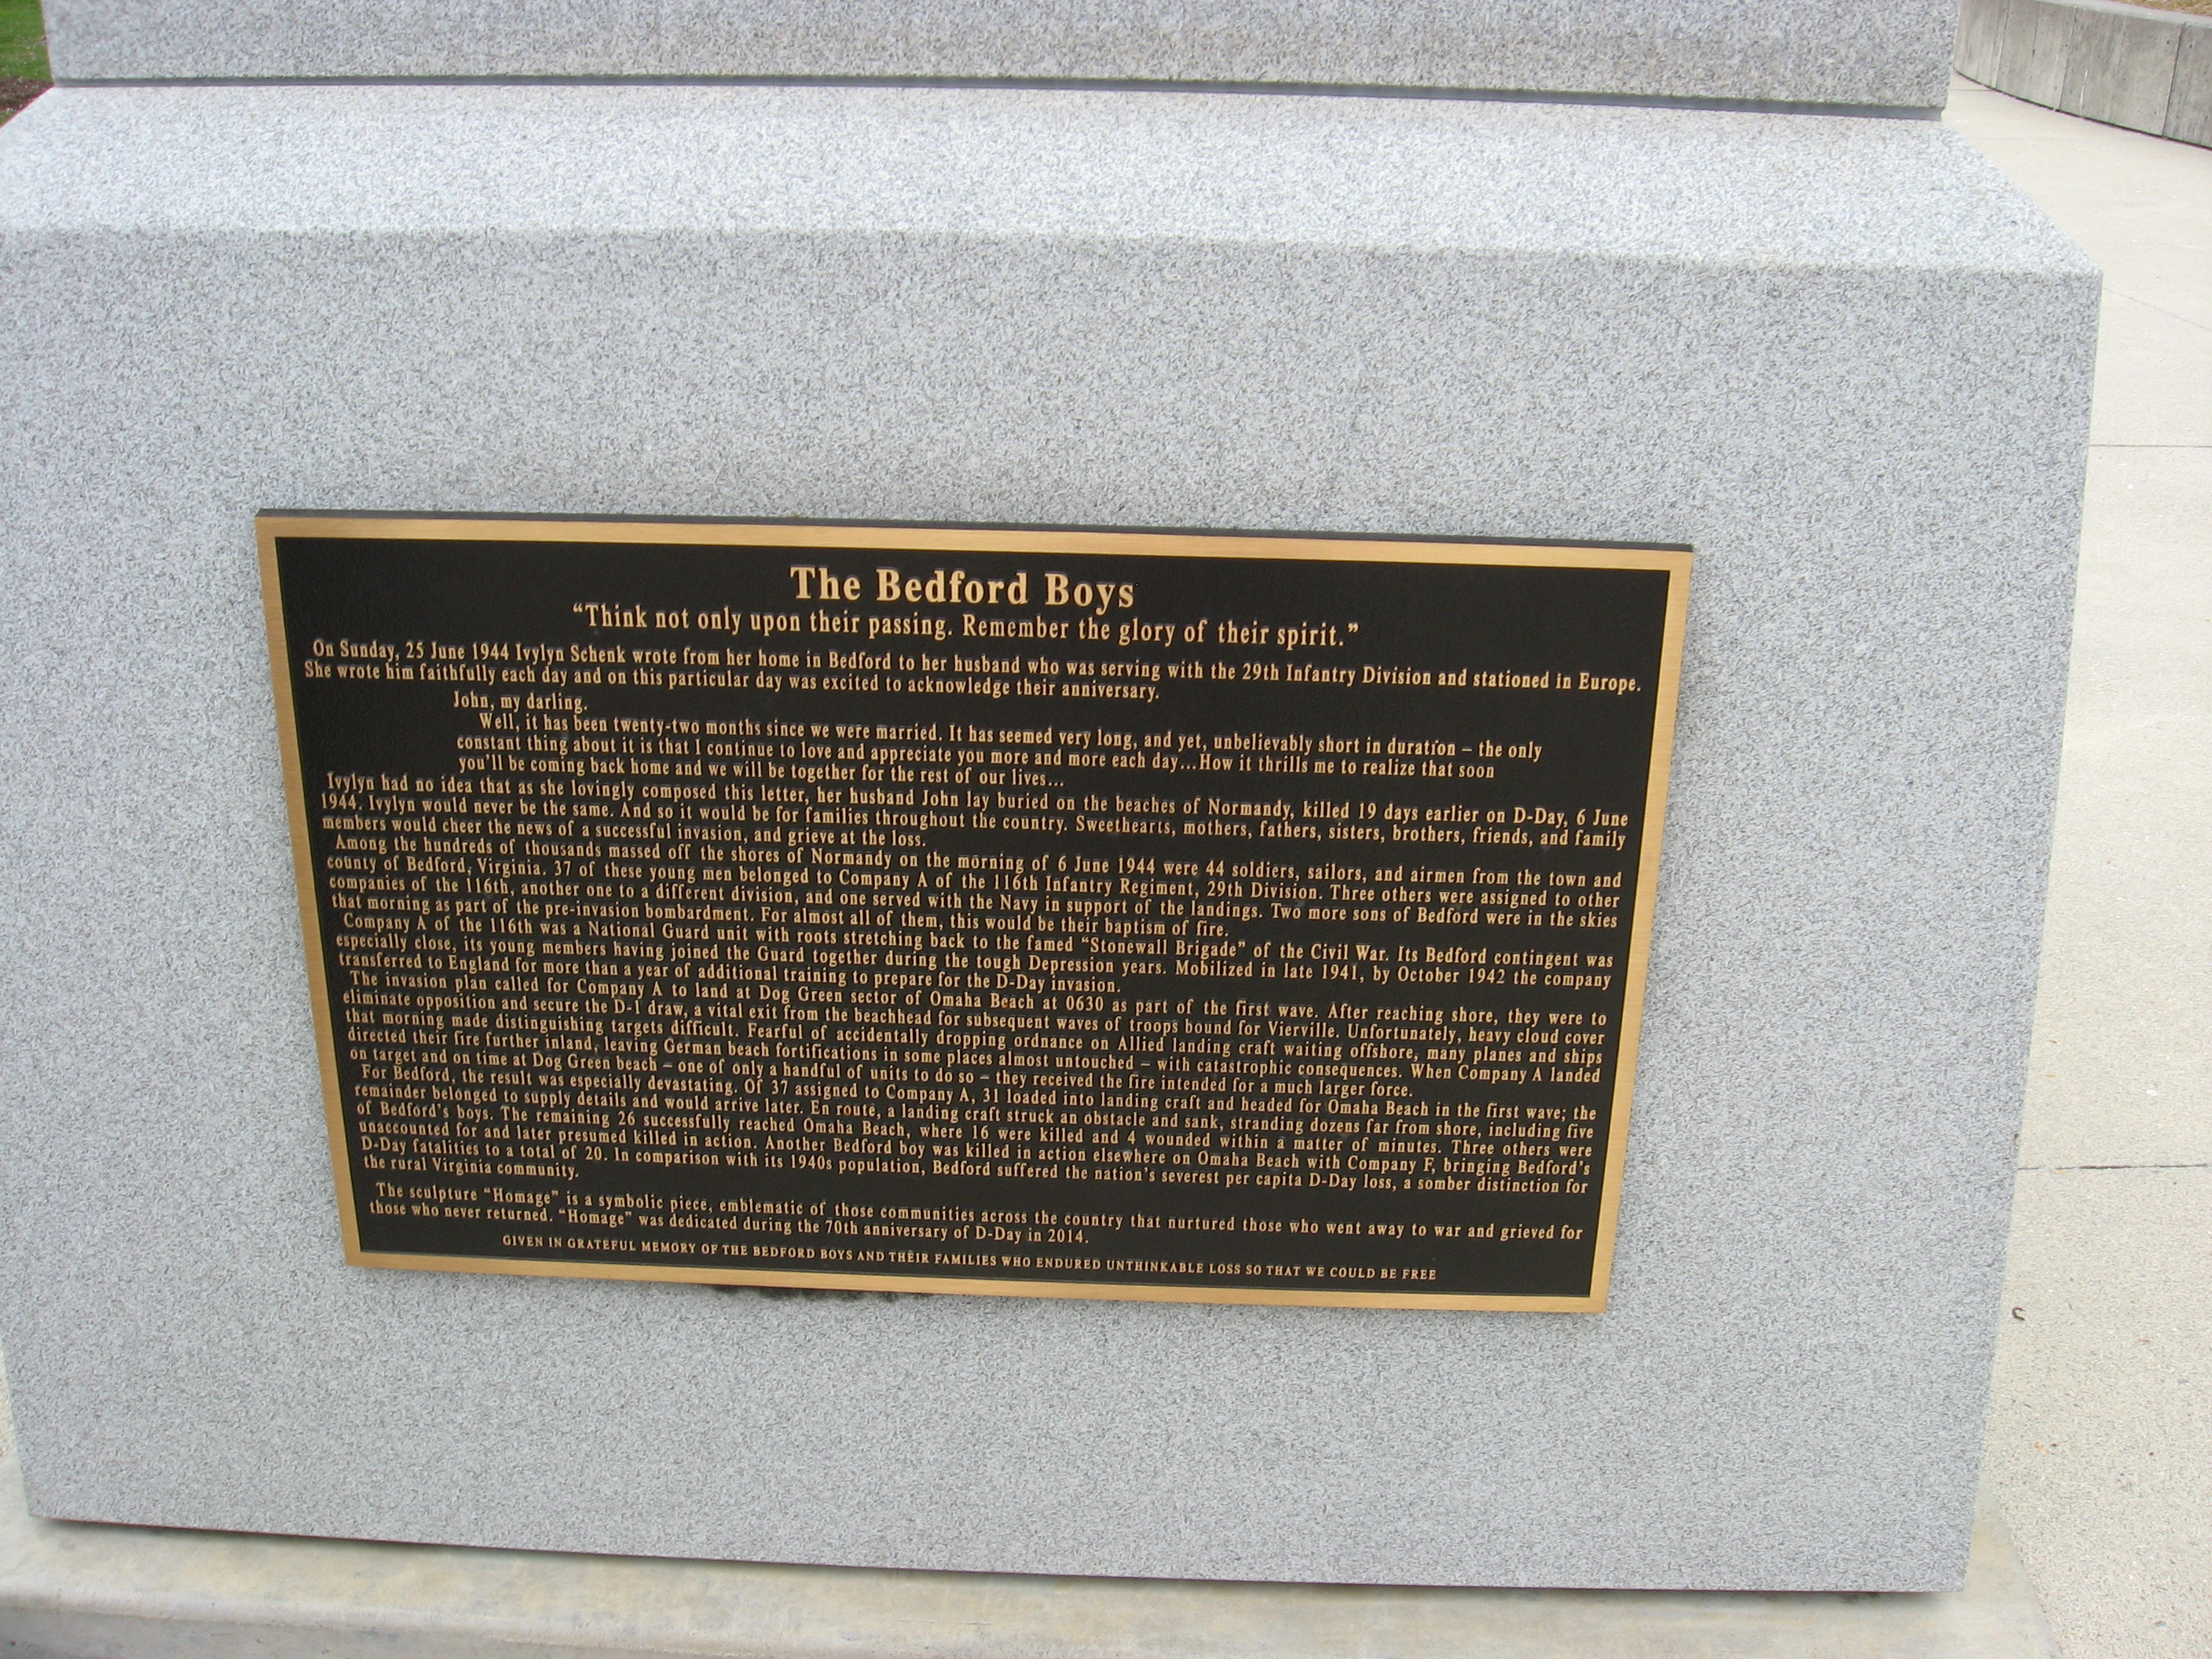 The Bedford Boys
“Think not only upon their passing. Remember the glory of their spirit.”
On Sunday, 25 June 1944 Ivylyn Schenk wrote from her home in Bedford to her husband who was serving with the 29th Infantry Division and stationed in Europe.
She wrote him faithfully each day and on this particular day was excited to acknowledge their anniversary.
John, my darling.
Well, it has been twenty-two months since we were married. It has seemed very long, and yet, unbelievably short in duration – the only
constant thing about it is that I continue to love and appreciate you more and more each day…How it thrills me to realize that soon
you’ll be coming back home and we will be together for the rest of our lives…
Ivylyn had no idea that as she lovingly composed this letter, her husband John lay buried on the beaches of Normandy, killed 19 days earlier on D-Day, 6 June
1944. Ivylyn would never be the same. And so it would be for families throughout the country. Sweethearts, mothers, fathers, sisters, brothers, friends, and family
members would cheer the news of a successful invasion, and grieve at the loss.
Among the hundreds of thousands massed off the shores of Normandy on the morning of 6 June 1944 were 44 soldiers, sailors, and airmen from the town and
county of Bedford, Virginia. 37 of these young men belonged to Company A of the 116th Infantry Regiment, 29th Division. Three others were assigned to other
companies of the 116th, another one to a different division, and one served with the Navy in support of the landings. Two more sons of Bedford were in the skies
that morning as part of the pre-invasion bombardment. For almost all of them, this would be their baptism of fire.
Company A of the 116th was a National Guard unit with roots stretching back to the famed “Stonewall Brigade” of the Civil War. Its Bedford contingent was
especially close, its young members having joined the Guard together during the tough Depression years. Mobilized in late 1941, by October 1942 the company
transferred to England for more than a year of additional training to prepare for the D-Day invasion.
The invasion plan called for Company A to land at Dog Green sector of Omaha Beach at 0630 as part of the first wave. After reaching shore, they were to
eliminate opposition and secure the D-1 draw, a vital exit from the beachhead for subsequent waves of troops bound for Vierville. Unfortunately, heavy cloud cover
that morning made distinguishing targets difficult. Fearful of accidentally dropping ordnance on Allied landing craft waiting offshore, many planes and ships
directed their fire further inland, leaving German beach fortifications in some places almost untouched – with catastrophic consequences. When Company A landed
on target and on time at Dog Green beach – one of only a handful of units to do so – they received the fire intended for a much larger force.
For Bedford, the result was especially devastating. Of 37 assigned to Company A, 31 loaded into landing craft and headed for Omaha Beach in the first wave; the
remainder belonged to supply details and would arrive later. En route, a landing craft struck an obstacle and sank, stranding dozens far from shore, including five
of Bedford’s boys. The remaining 26 successfully reached Omaha Beach, where 16 were killed and 4 wounded within a matter of minutes. Three others were
unaccounted for and later presumed killed in action. Another Bedford boy was killed in action elsewhere on Omaha Beach with Company F, bringing Bedford’s
D-Day fatalities to a total of 20. In comparison with its 1940s population, Bedford suffered the nation’s severest per capita D-Day loss, a somber distinction for
the rural Virginia community.
The sculpture “Homage” is a symbolic piece, emblematic of those communities across the country that nurtured those who went away to war and grieved for
those who never returned. “Homage” was dedicated during the 70th anniversary of D-Day in 2014.
GIVEN IN GRATEFUL MEMORY OF THE BEDFORD BOYS AND THEIR FAMILIES WHO ENDURED UNTHINKABLE LOSS SO THAT WE COULD BE FREE